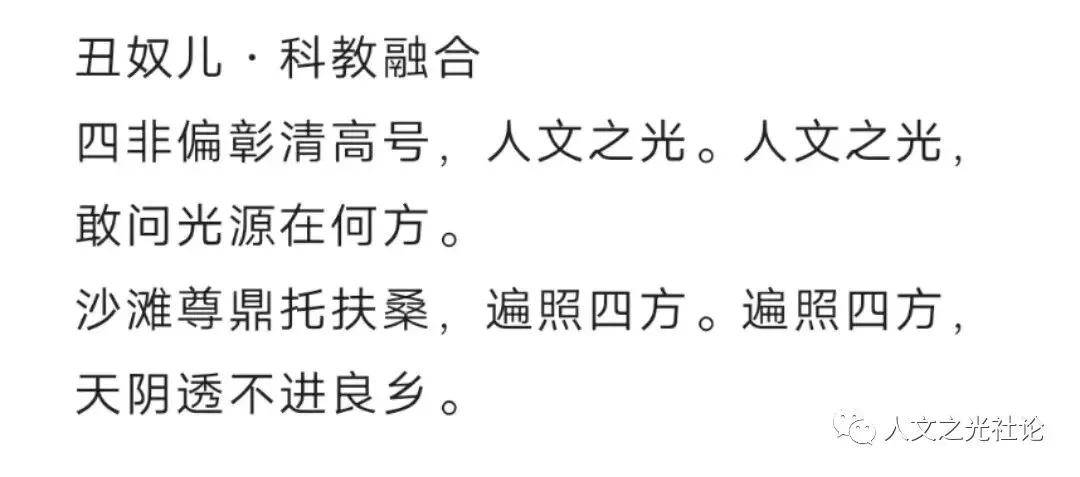 丑奴儿·科教融合
四非偏彰清高号，人文之光。人文之光，
敢问光源在何方。
沙滩尊鼎托扶桑，遍照四方。遍照四方，
天阴透不进良乡。
人文之光社论